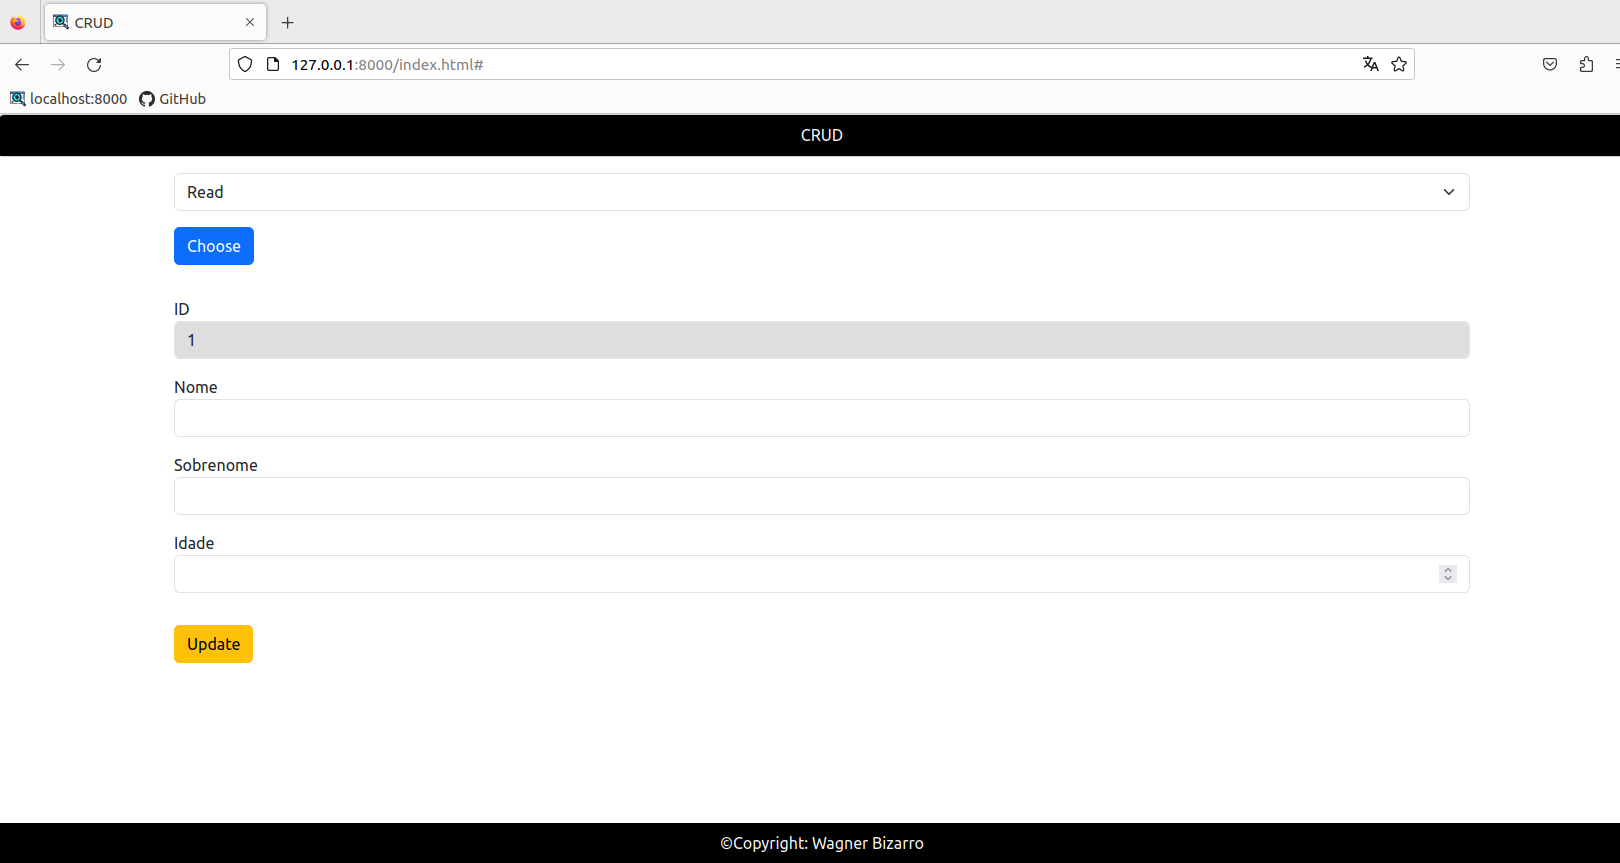 CRUD
127.0.0.1:8000/index.html#
localhost:8000 GitHub
CRUD
Read
Choose
ID
1
Nome
Sobrenome
Idade
Update
©Copyright: Wagner Bizarro